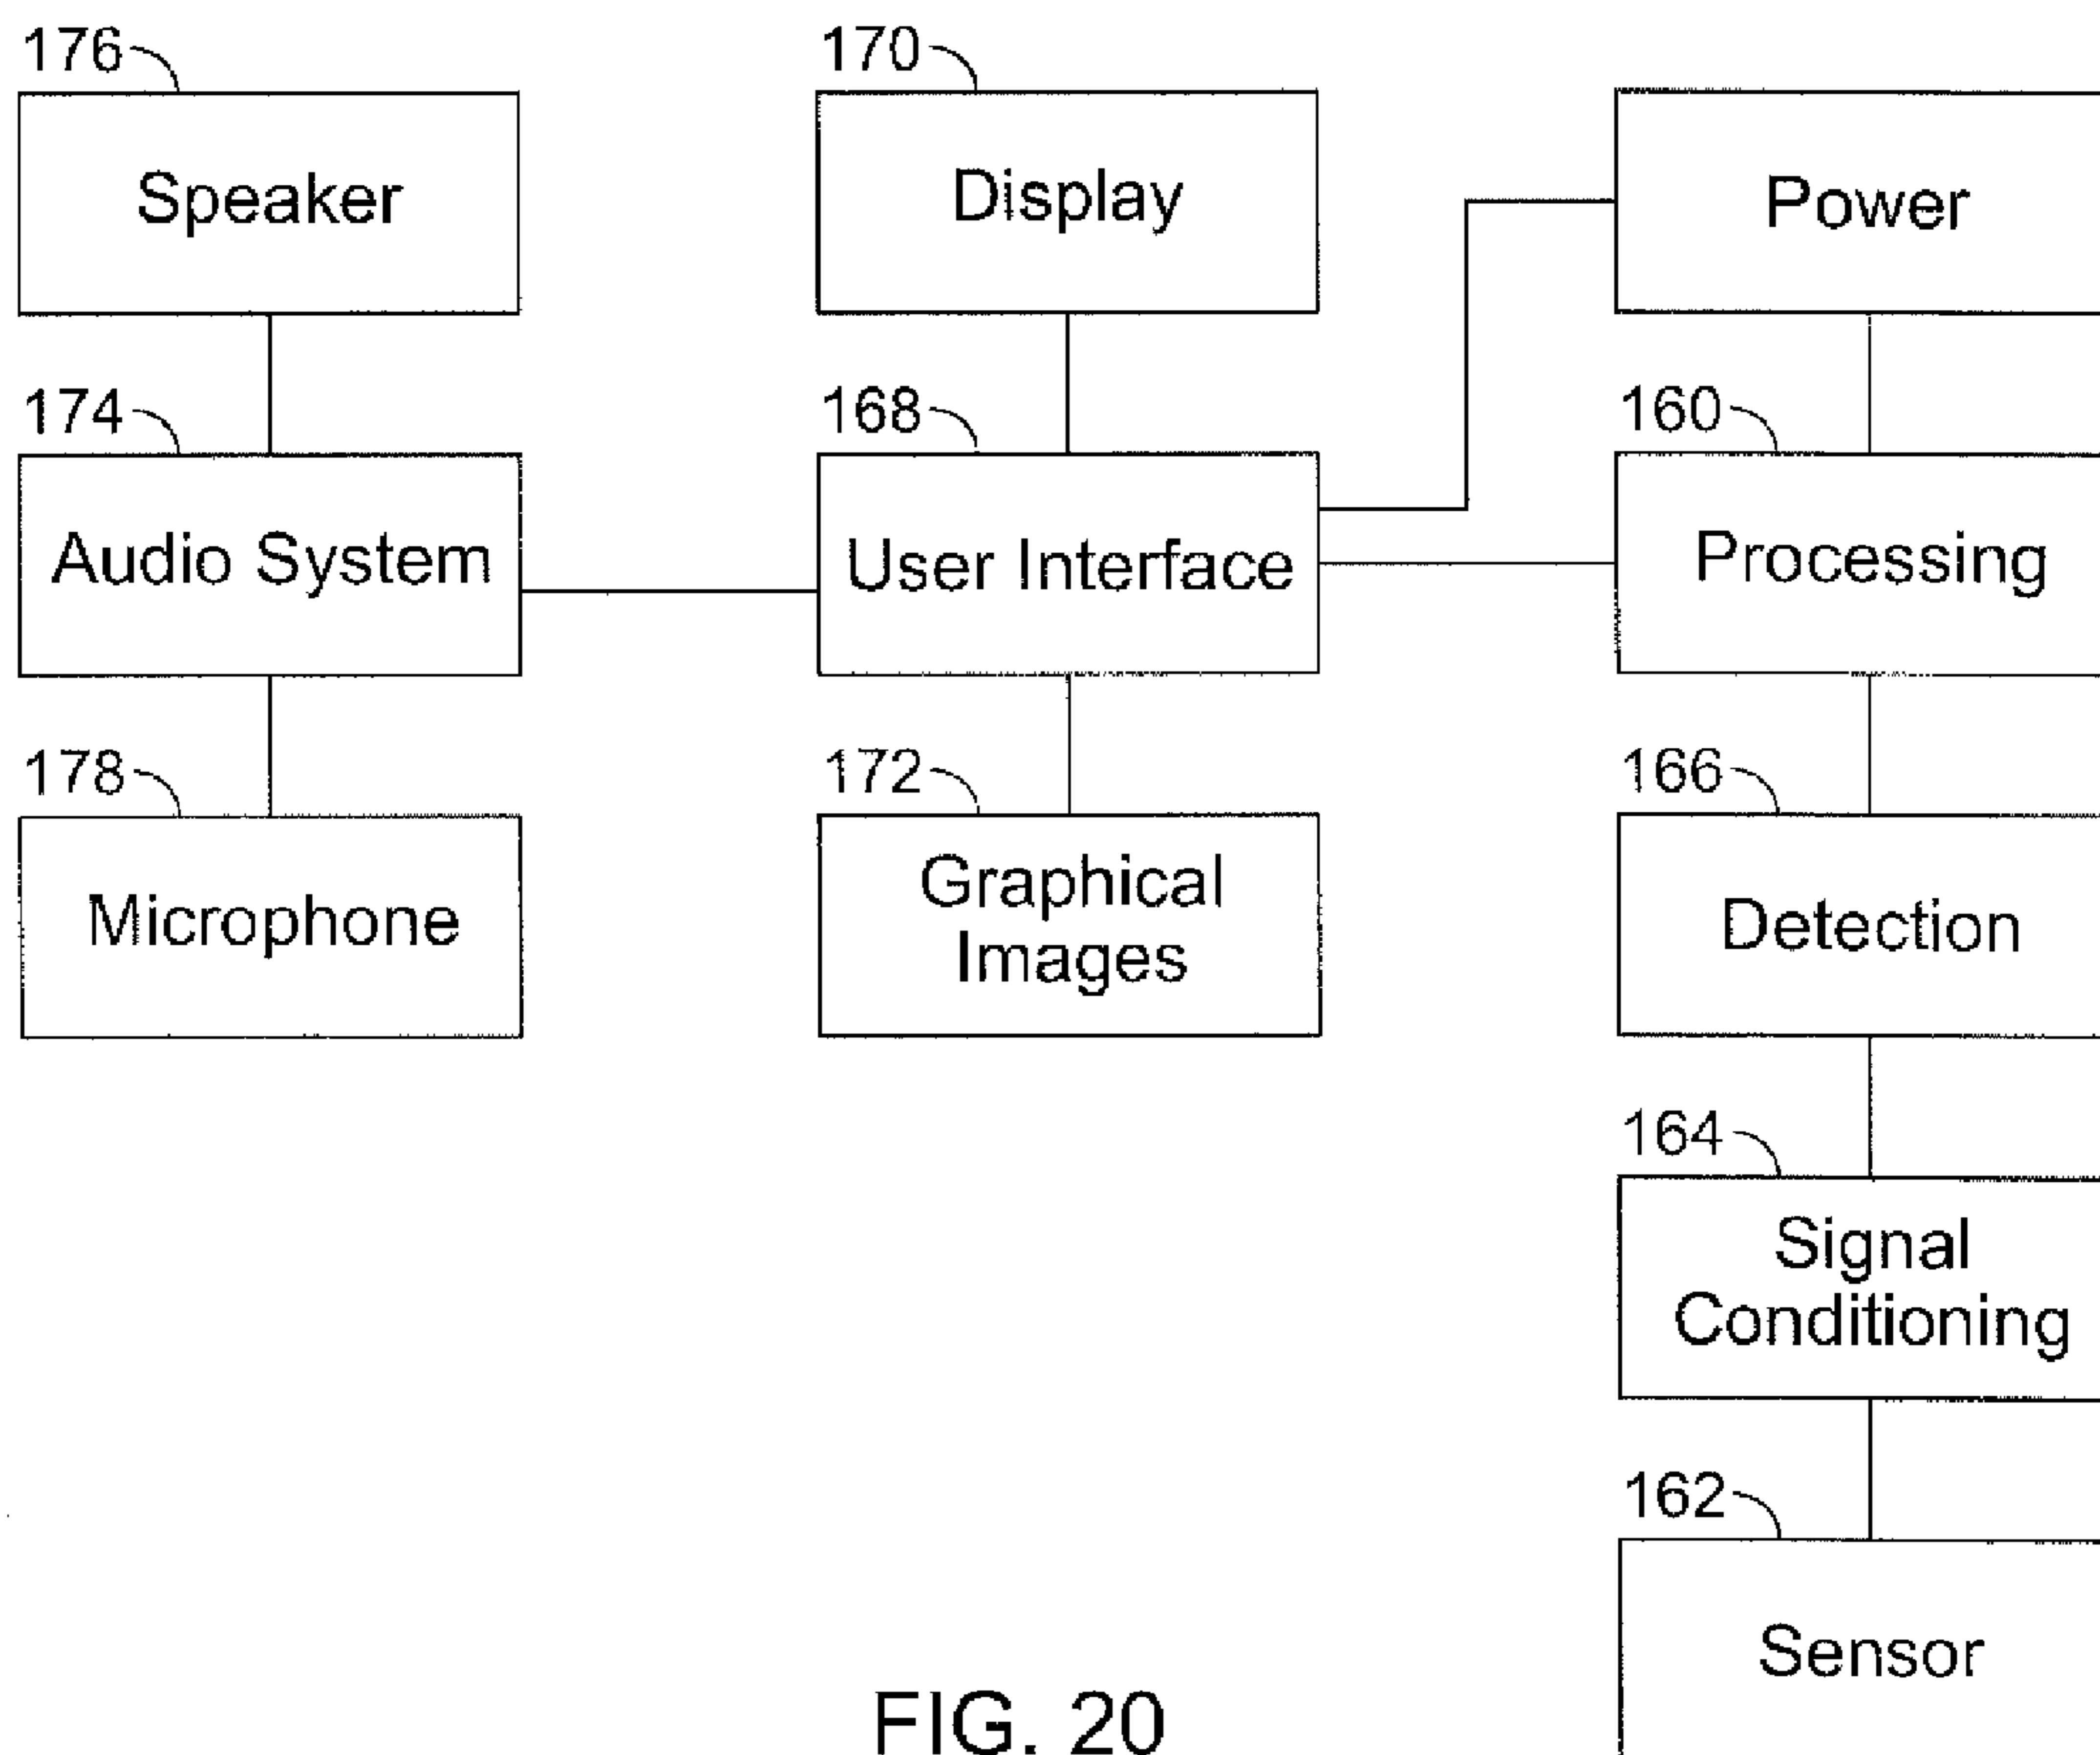 176
Speaker
170
Display
Power
174
Audio System
168
User Interface
160
Processing
178
Microphone
172
Graphical
Images
166
Detection
164
Signal
Conditioning
162
Sensor
FIG. 20